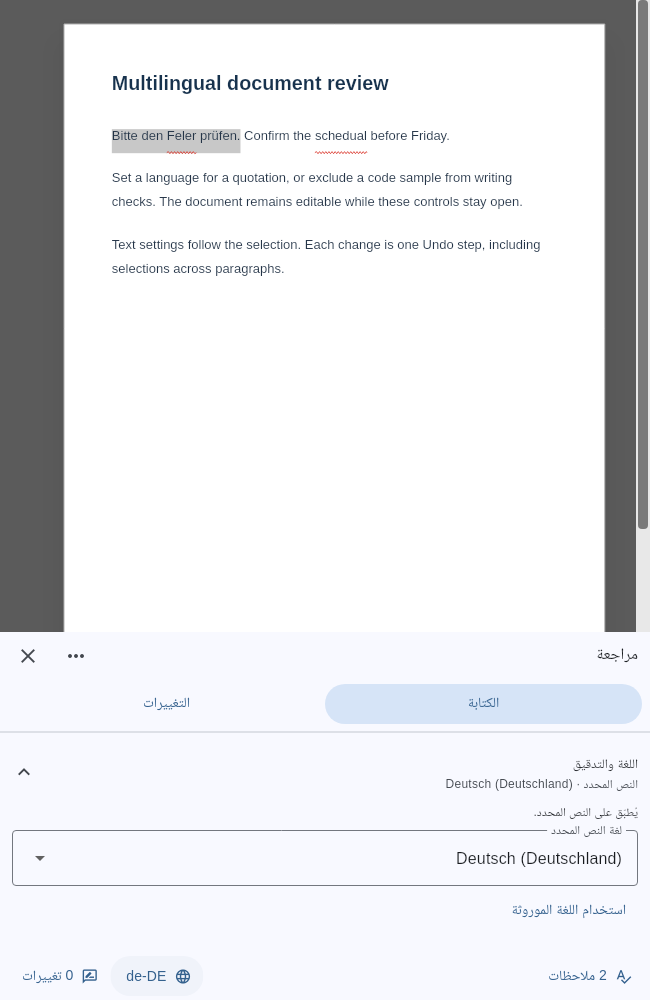 Multilingual document review
Bitte den Feler prüfen. Confirm the schedual before Friday.
Set a language for a quotation, or exclude a code sample from writing
checks. The document remains editable while these controls stay open.
Text settings follow the selection. Each change is one Undo step, including
selections across paragraphs.
مراجعة
الكتابة
التغييرات
اللغة والتدقيق
النص المحدد · Deutsch (Deutschland)
يُطبّق على النص المحدد.
لغة النص المحدد
Deutsch (Deutschland)
استخدام اللغة الموروثة
2 ملاحظات
de-DE
0 تغييرات